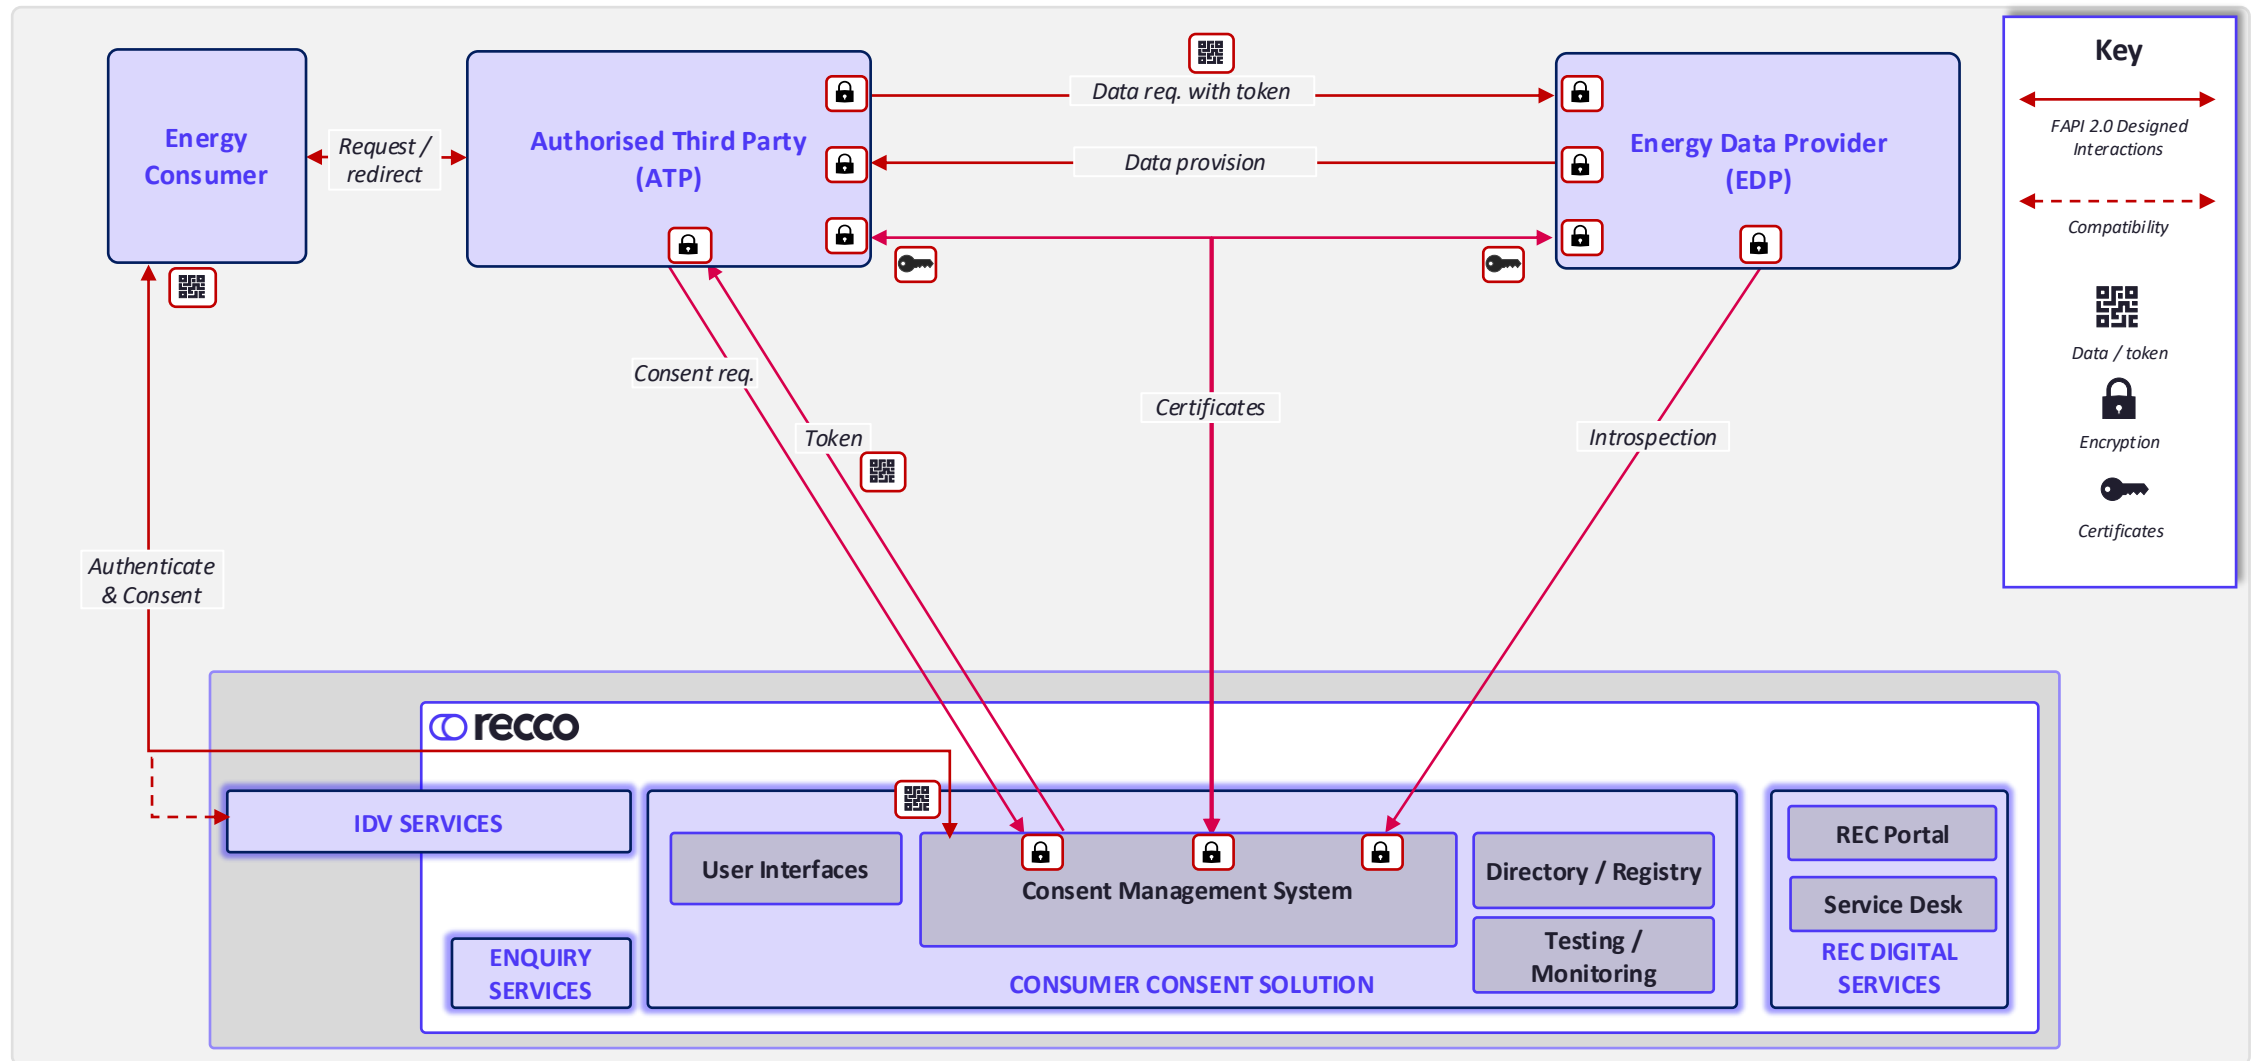 Energy
Consumer
Request /
redirect
Authorised Third Party
(ATP)
Data req. with token
Data provision
Energy Data Provider
(EDP)
Key
FAPI 2.0 Designed
Interactions
Compatibility
Data / token
Encryption
Certificates
Consent req.
Token
Certificates
Introspection
Authenticate
& Consent
recco
IDV SERVICES
ENQUIRY
SERVICES
User Interfaces
Consent Management System
Directory / Registry
Testing /
Monitoring
CONSUMER CONSENT SOLUTION
REC Portal
Service Desk
REC DIGITAL
SERVICES